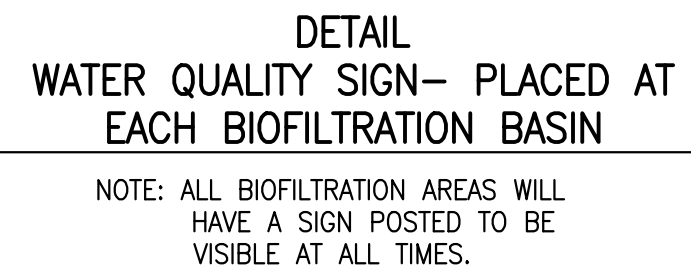 DETAIL
WATER QUALITY SIGN– PLACED AT
EACH BIOFILTRATION BASIN
NOTE: ALL BIOFILTRATION AREAS WILL
HAVE A SIGN POSTED TO BE
VISIBLE AT ALL TIMES.